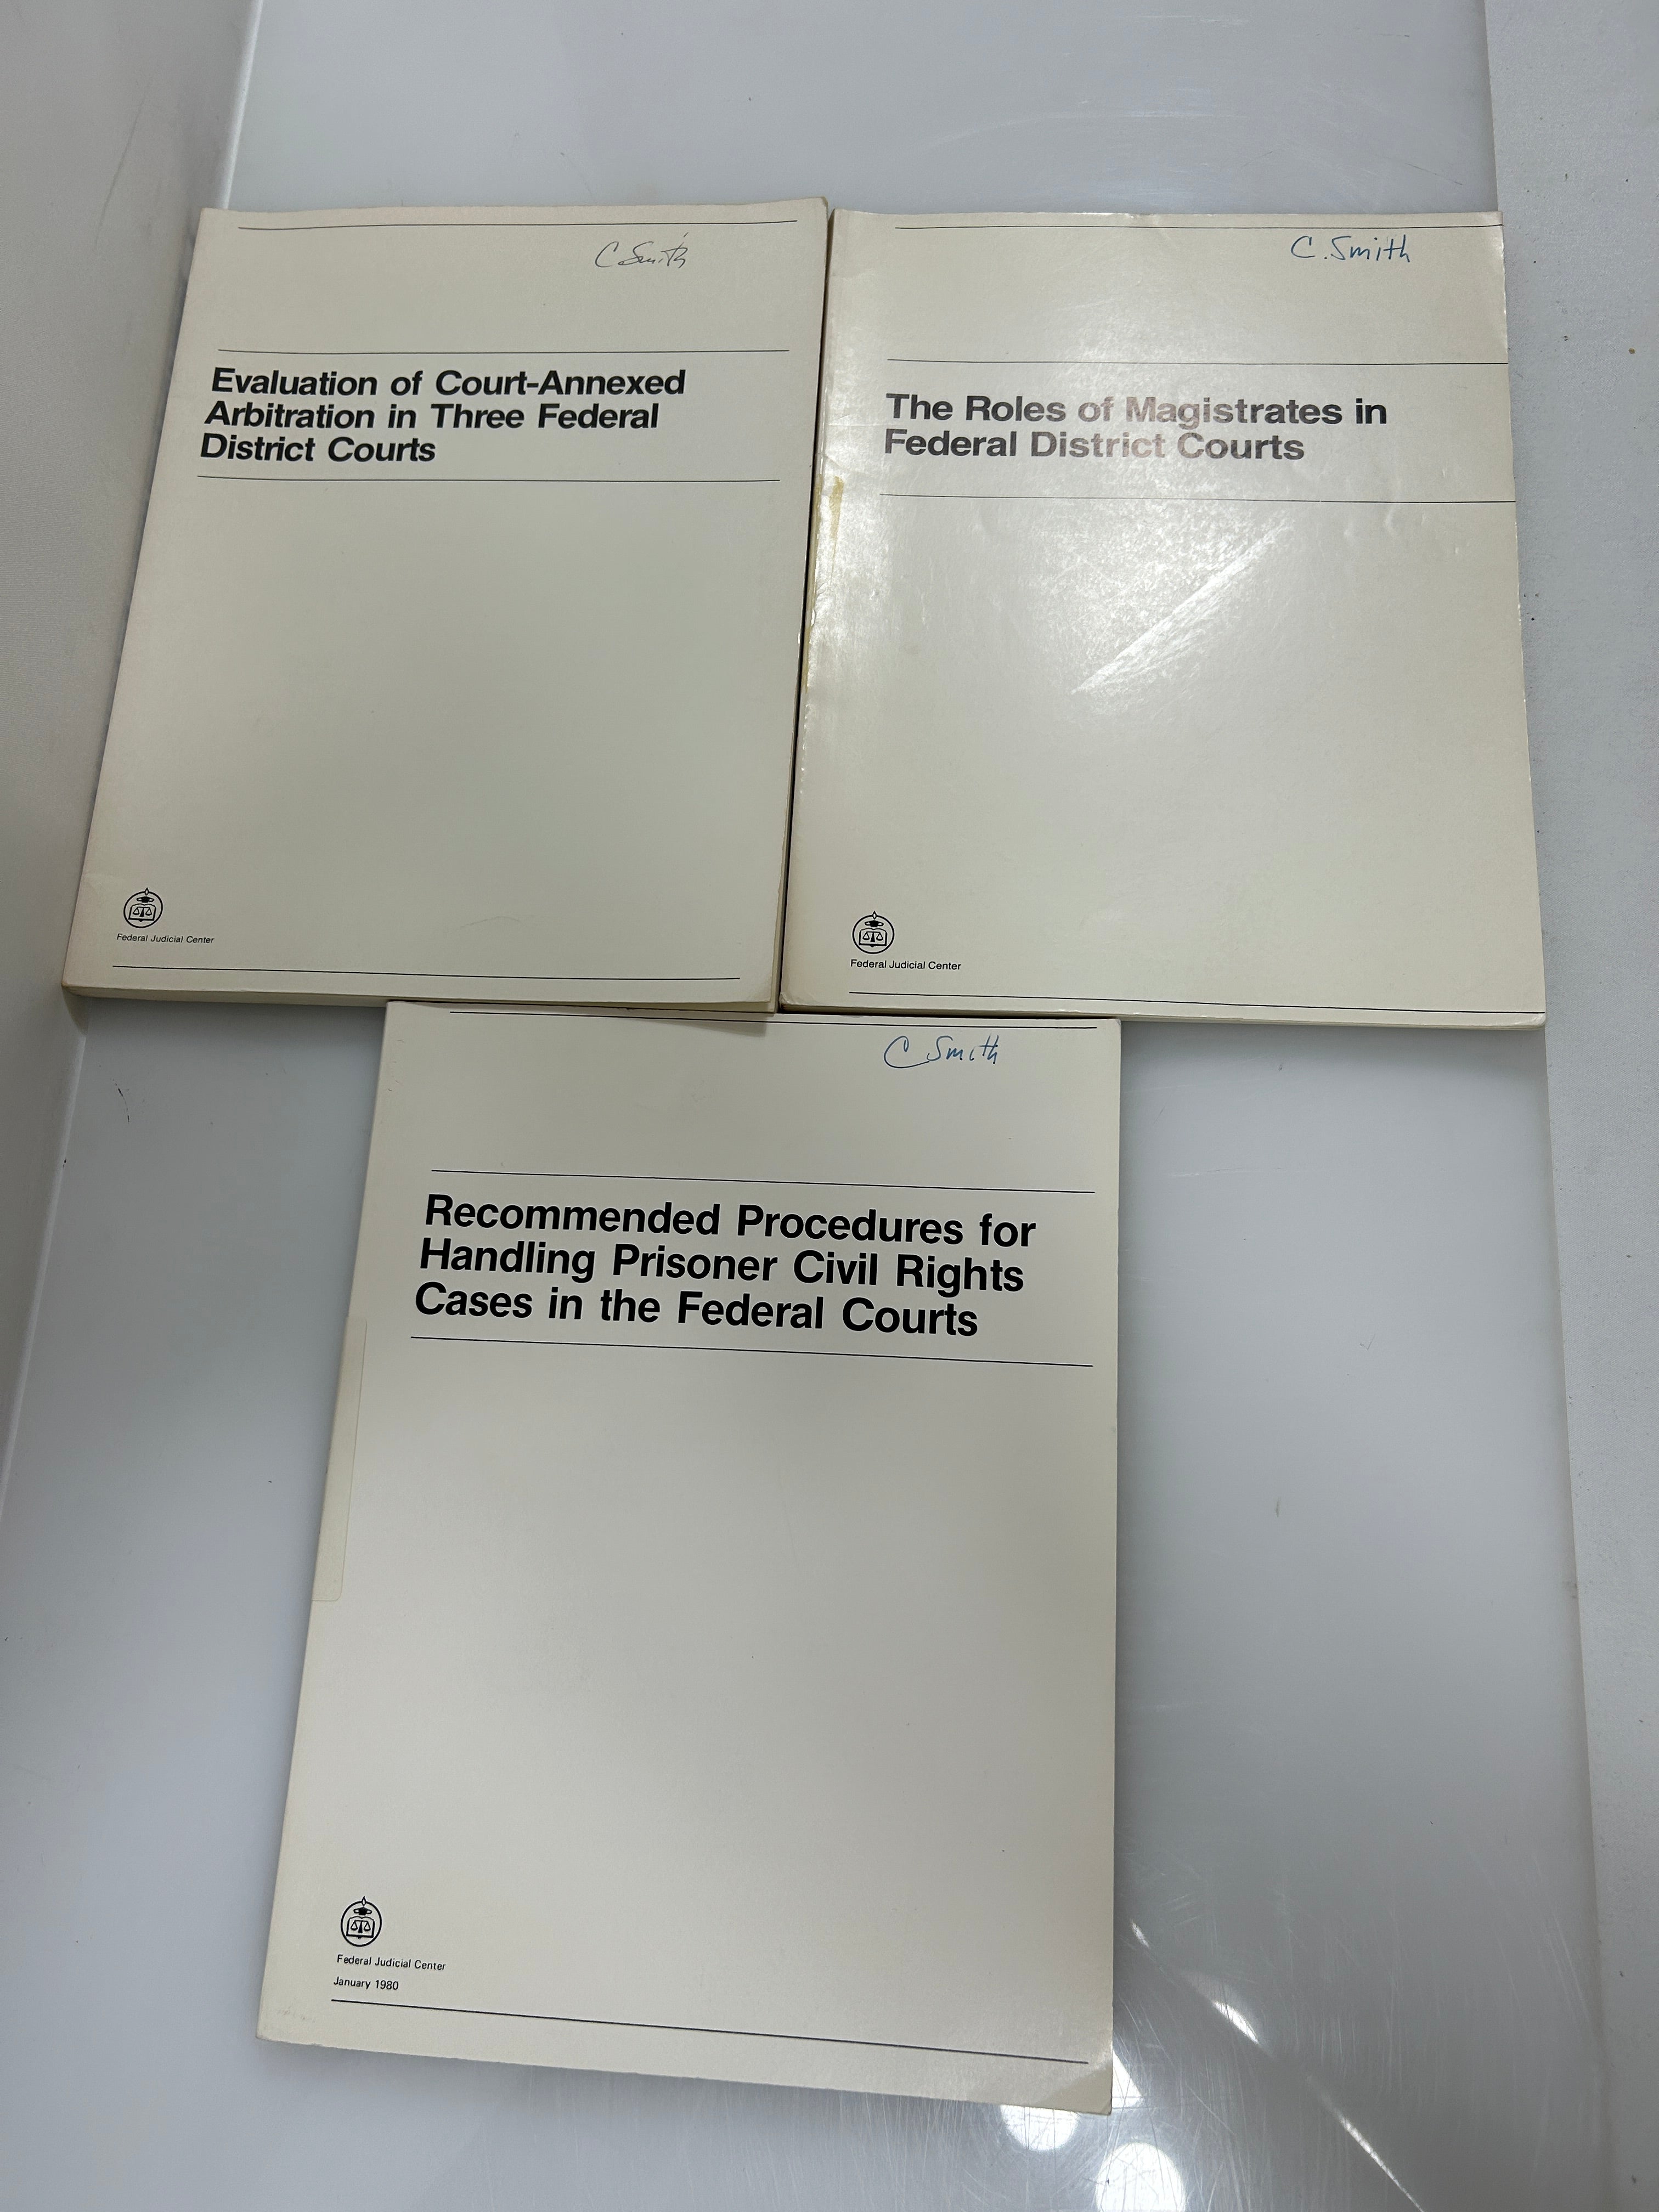 C Smith
Evaluation of Court-Annexed
Arbitration in Three Federal
District Courts
Federal Judicial Center
C. Smith
The Roles of Magistrates in
Federal District Courts
Federal Judicial Center
C Smith
Recommended Procedures for
Handling Prisoner Civil Rights
Cases in the Federal Courts
Federal Judicial Center
January 1980